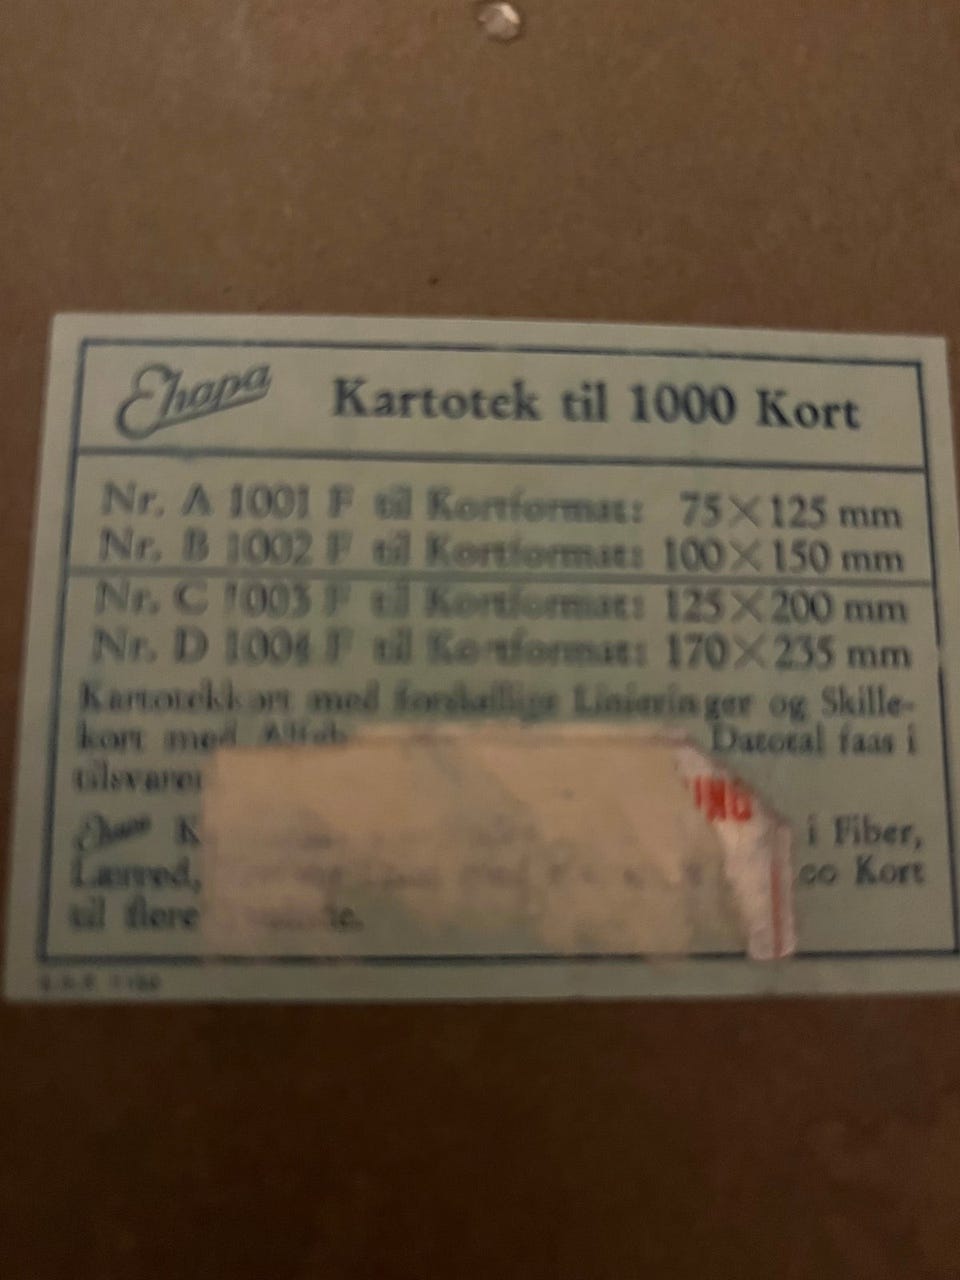 Ehapa Kartotek til 1000 Kort
Nr. A 1001 F til Kortformat: 75×125 mm
Nr. B 1002 F til Kortformat: 100×150 mm
Nr. C 1003 F til Kortformat: 125×200 mm
Nr. D 1004 F til Kortformat: 170×235 mm
Kartotekkort med forskellige Linieringer og Skille-
kort med Datotal faas i
ING
K i Fiber,
Lærred, Kort
til flere